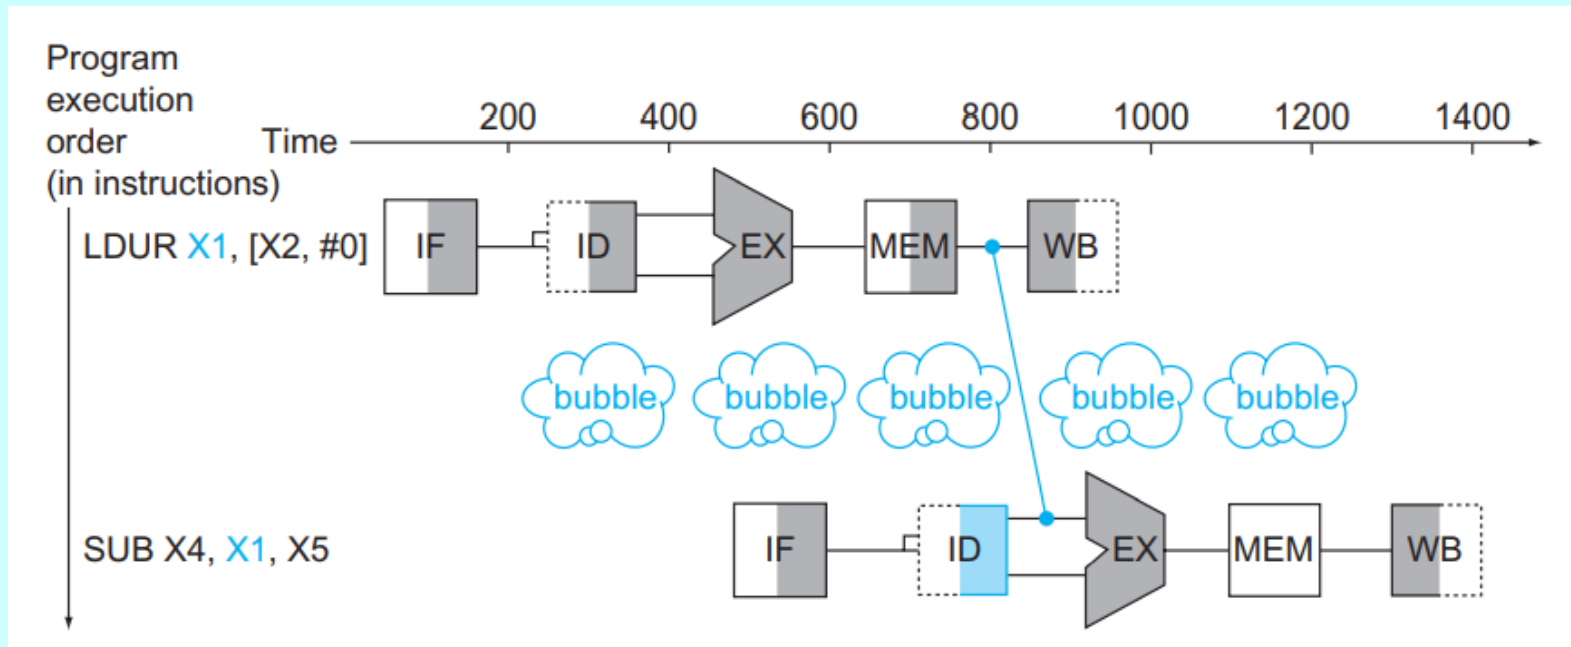 Program
execution
order
(in instructions)
Time
200 400 600 800 1000 1200 1400
LDUR X1, [X2, #0]
IF ID EX MEM WB
bubble bubble bubble bubble bubble
SUB X4, X1, X5
IF ID EX MEM WB